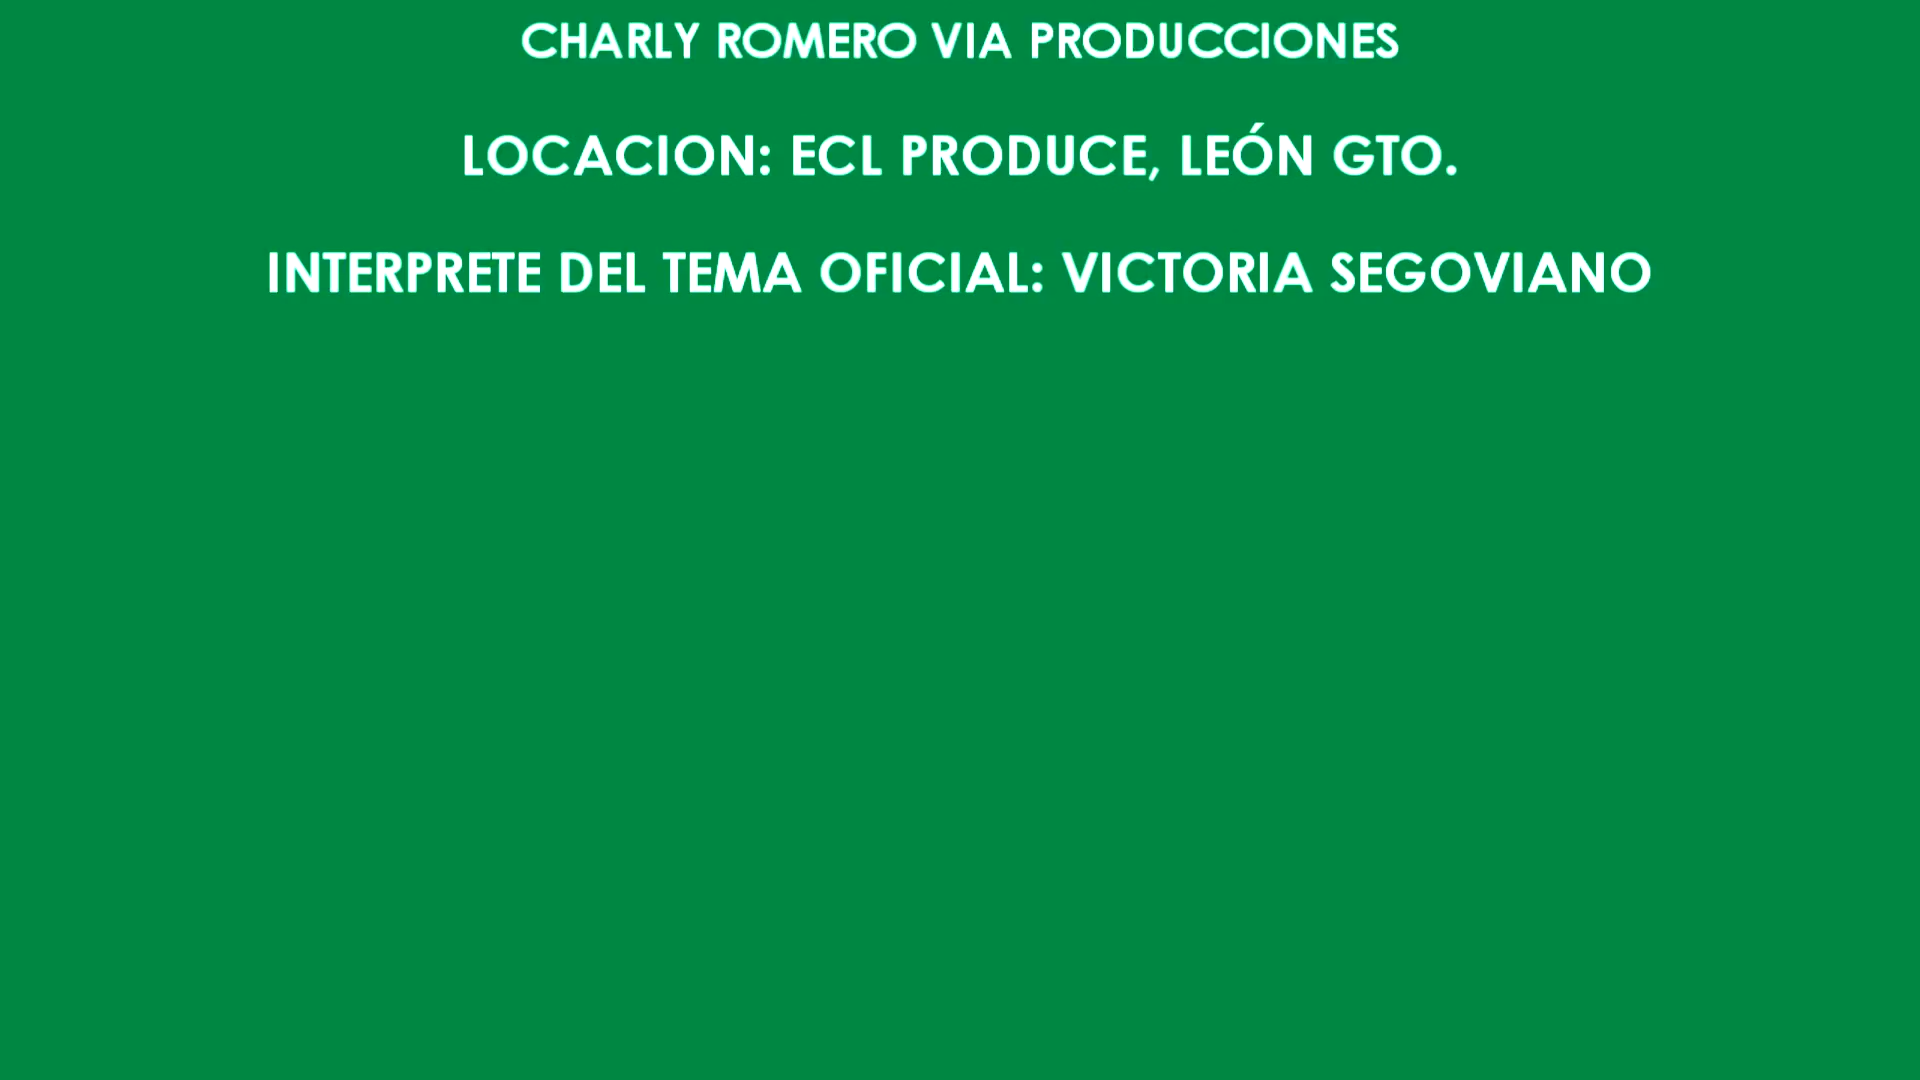 CHARLY ROMERO VIA PRODUCCIONES
LOCACION: ECL PRODUCE, LEÓN GTO.
INTERPRETE DEL TEMA OFICIAL: VICTORIA SEGOVIANO